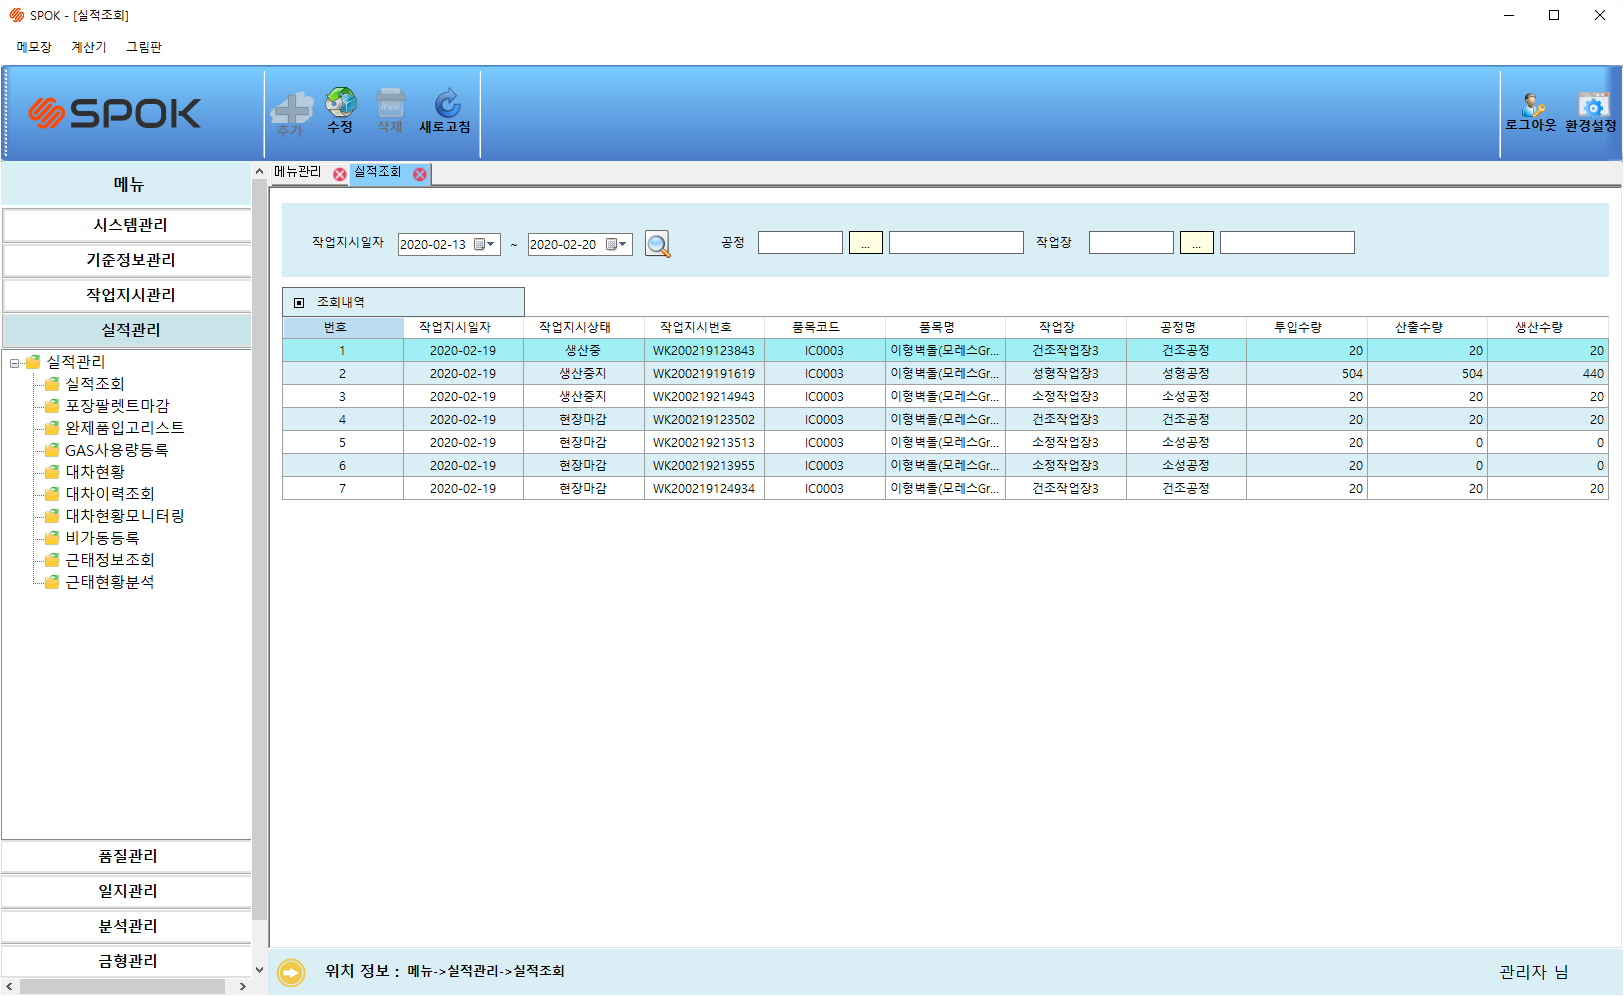 SPOK - [실적조회]
메모장 계산기 그림판
SPOK
추가 수정 삭제 새로고침 로그아웃 환경설정
메뉴
시스템관리
기준정보관리
작업지시관리
실적관리
실적관리
실적조회
포장팔렛트마감
완제품입고리스트
GAS사용량등록
대차현황
대차이력조회
대차현황모니터링
비가동등록
근태정보조회
근태현황분석
품질관리
일지관리
분석관리
금형관리
메뉴관리 실적조회
작업지시일자 2020-02-13 ~ 2020-02-20 공정 ... 작업장 ...
조회내역
번호 작업지시일자 작업지시상태 작업지시번호 품목코드 품목명 작업장 공정명 투입수량 산출수량 생산수량
1 2020-02-19 생산중 WK200219123843 IC0003 이형벽돌(모레스Gr... 건조작업장3 건조공정 20 20 20
2 2020-02-19 생산중지 WK200219191619 IC0003 이형벽돌(모레스Gr... 성형작업장3 성형공정 504 504 440
3 2020-02-19 생산중지 WK200219214943 IC0003 이형벽돌(모레스Gr... 소정작업장3 소성공정 20 20 20
4 2020-02-19 현장마감 WK200219123502 IC0003 이형벽돌(모레스Gr... 건조작업장3 건조공정 20 20 20
5 2020-02-19 현장마감 WK200219213513 IC0003 이형벽돌(모레스Gr... 소정작업장3 소성공정 20 0 0
6 2020-02-19 현장마감 WK200219213955 IC0003 이형벽돌(모레스Gr... 소정작업장3 소성공정 20 0 0
7 2020-02-19 현장마감 WK200219124934 IC0003 이형벽돌(모레스Gr... 건조작업장3 건조공정 20 20 20
위치 정보 : 메뉴->실적관리->실적조회
관리자 님